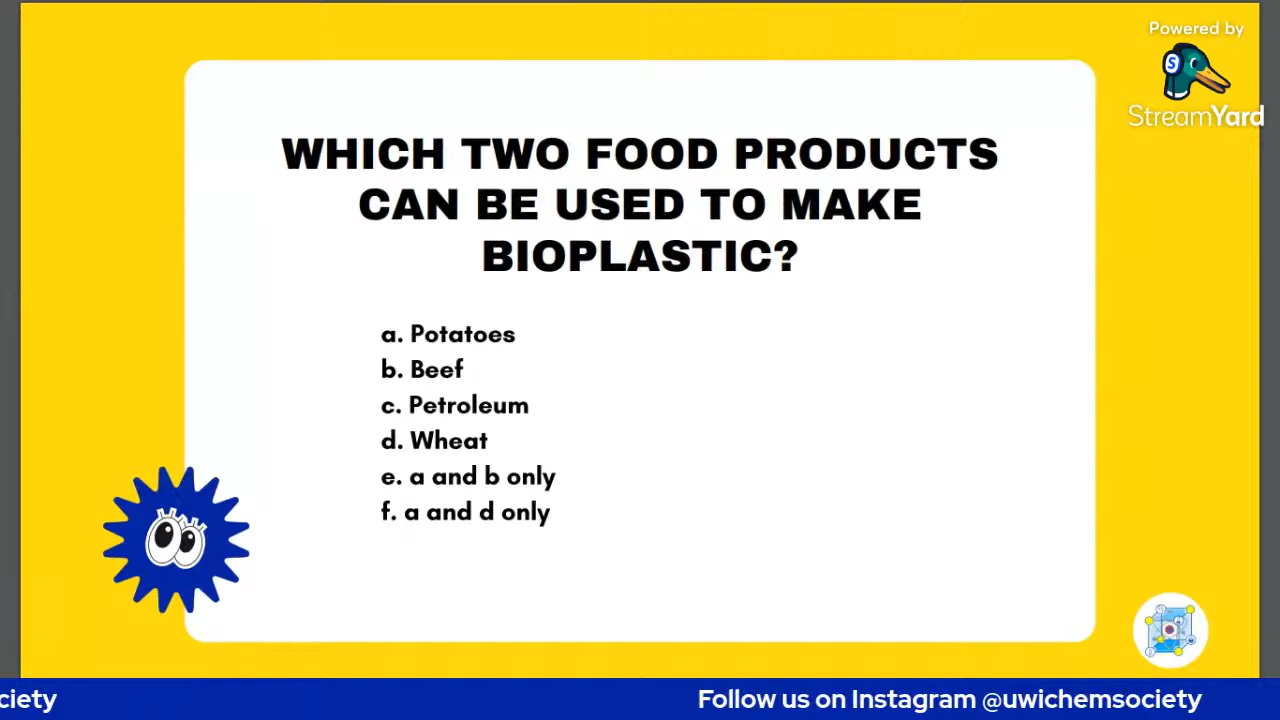 Powered by
StreamYard
WHICH TWO FOOD PRODUCTS
CAN BE USED TO MAKE
BIOPLASTIC?
a. Potatoes
b. Beef
c. Petroleum
d. Wheat
e. a and b only
f. a and d only
ciety
Follow us on Instagram @uwichemsociety